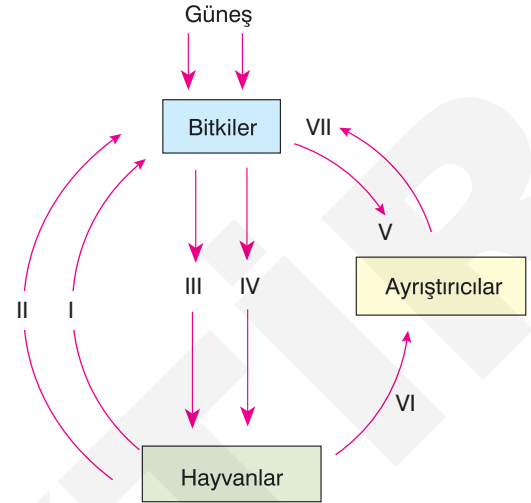 Güneş
Bitkiler
VII
V
III
IV
II
I
Ayrıştırıcılar
VI
Hayvanlar